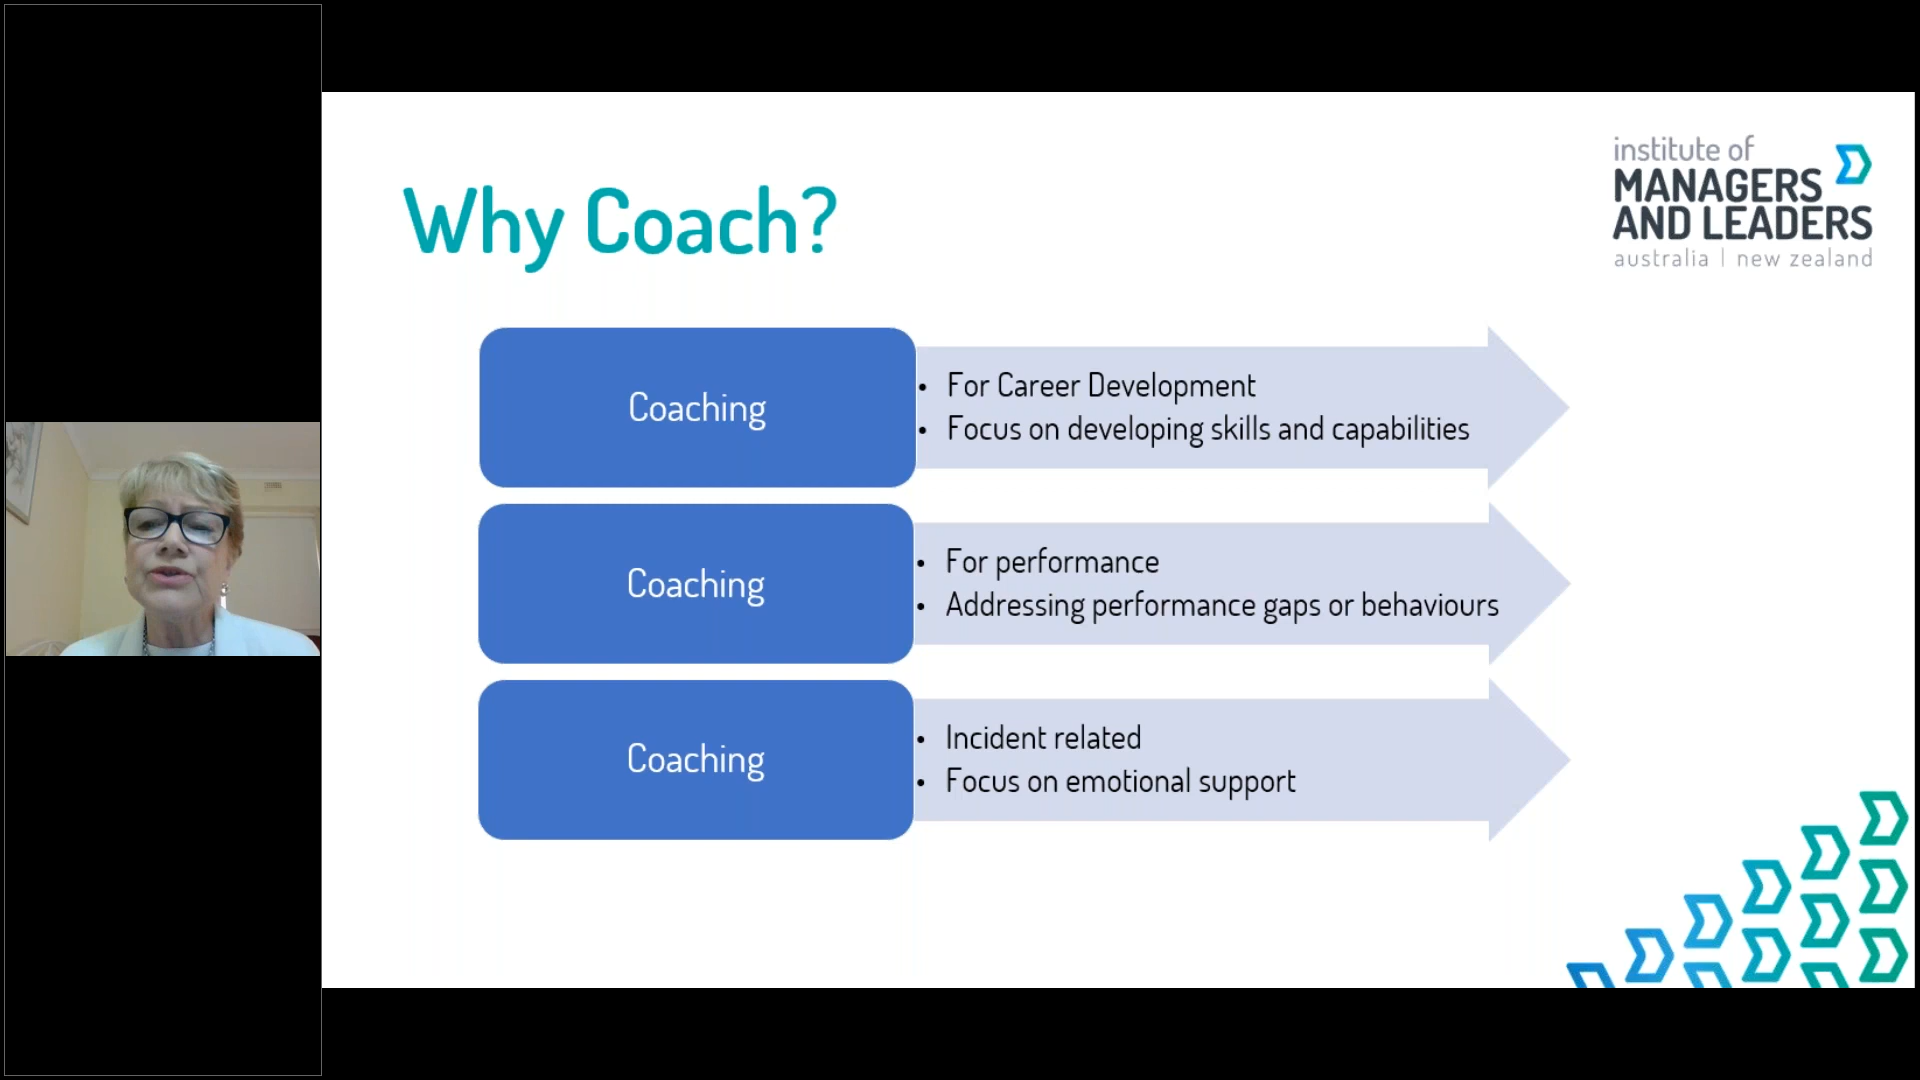 Why Coach?
institute of
MANAGERS
AND LEADERS
australia | new zealand
Coaching
• For Career Development
• Focus on developing skills and capabilities
Coaching
• For performance
• Addressing performance gaps or behaviours
Coaching
• Incident related
• Focus on emotional support